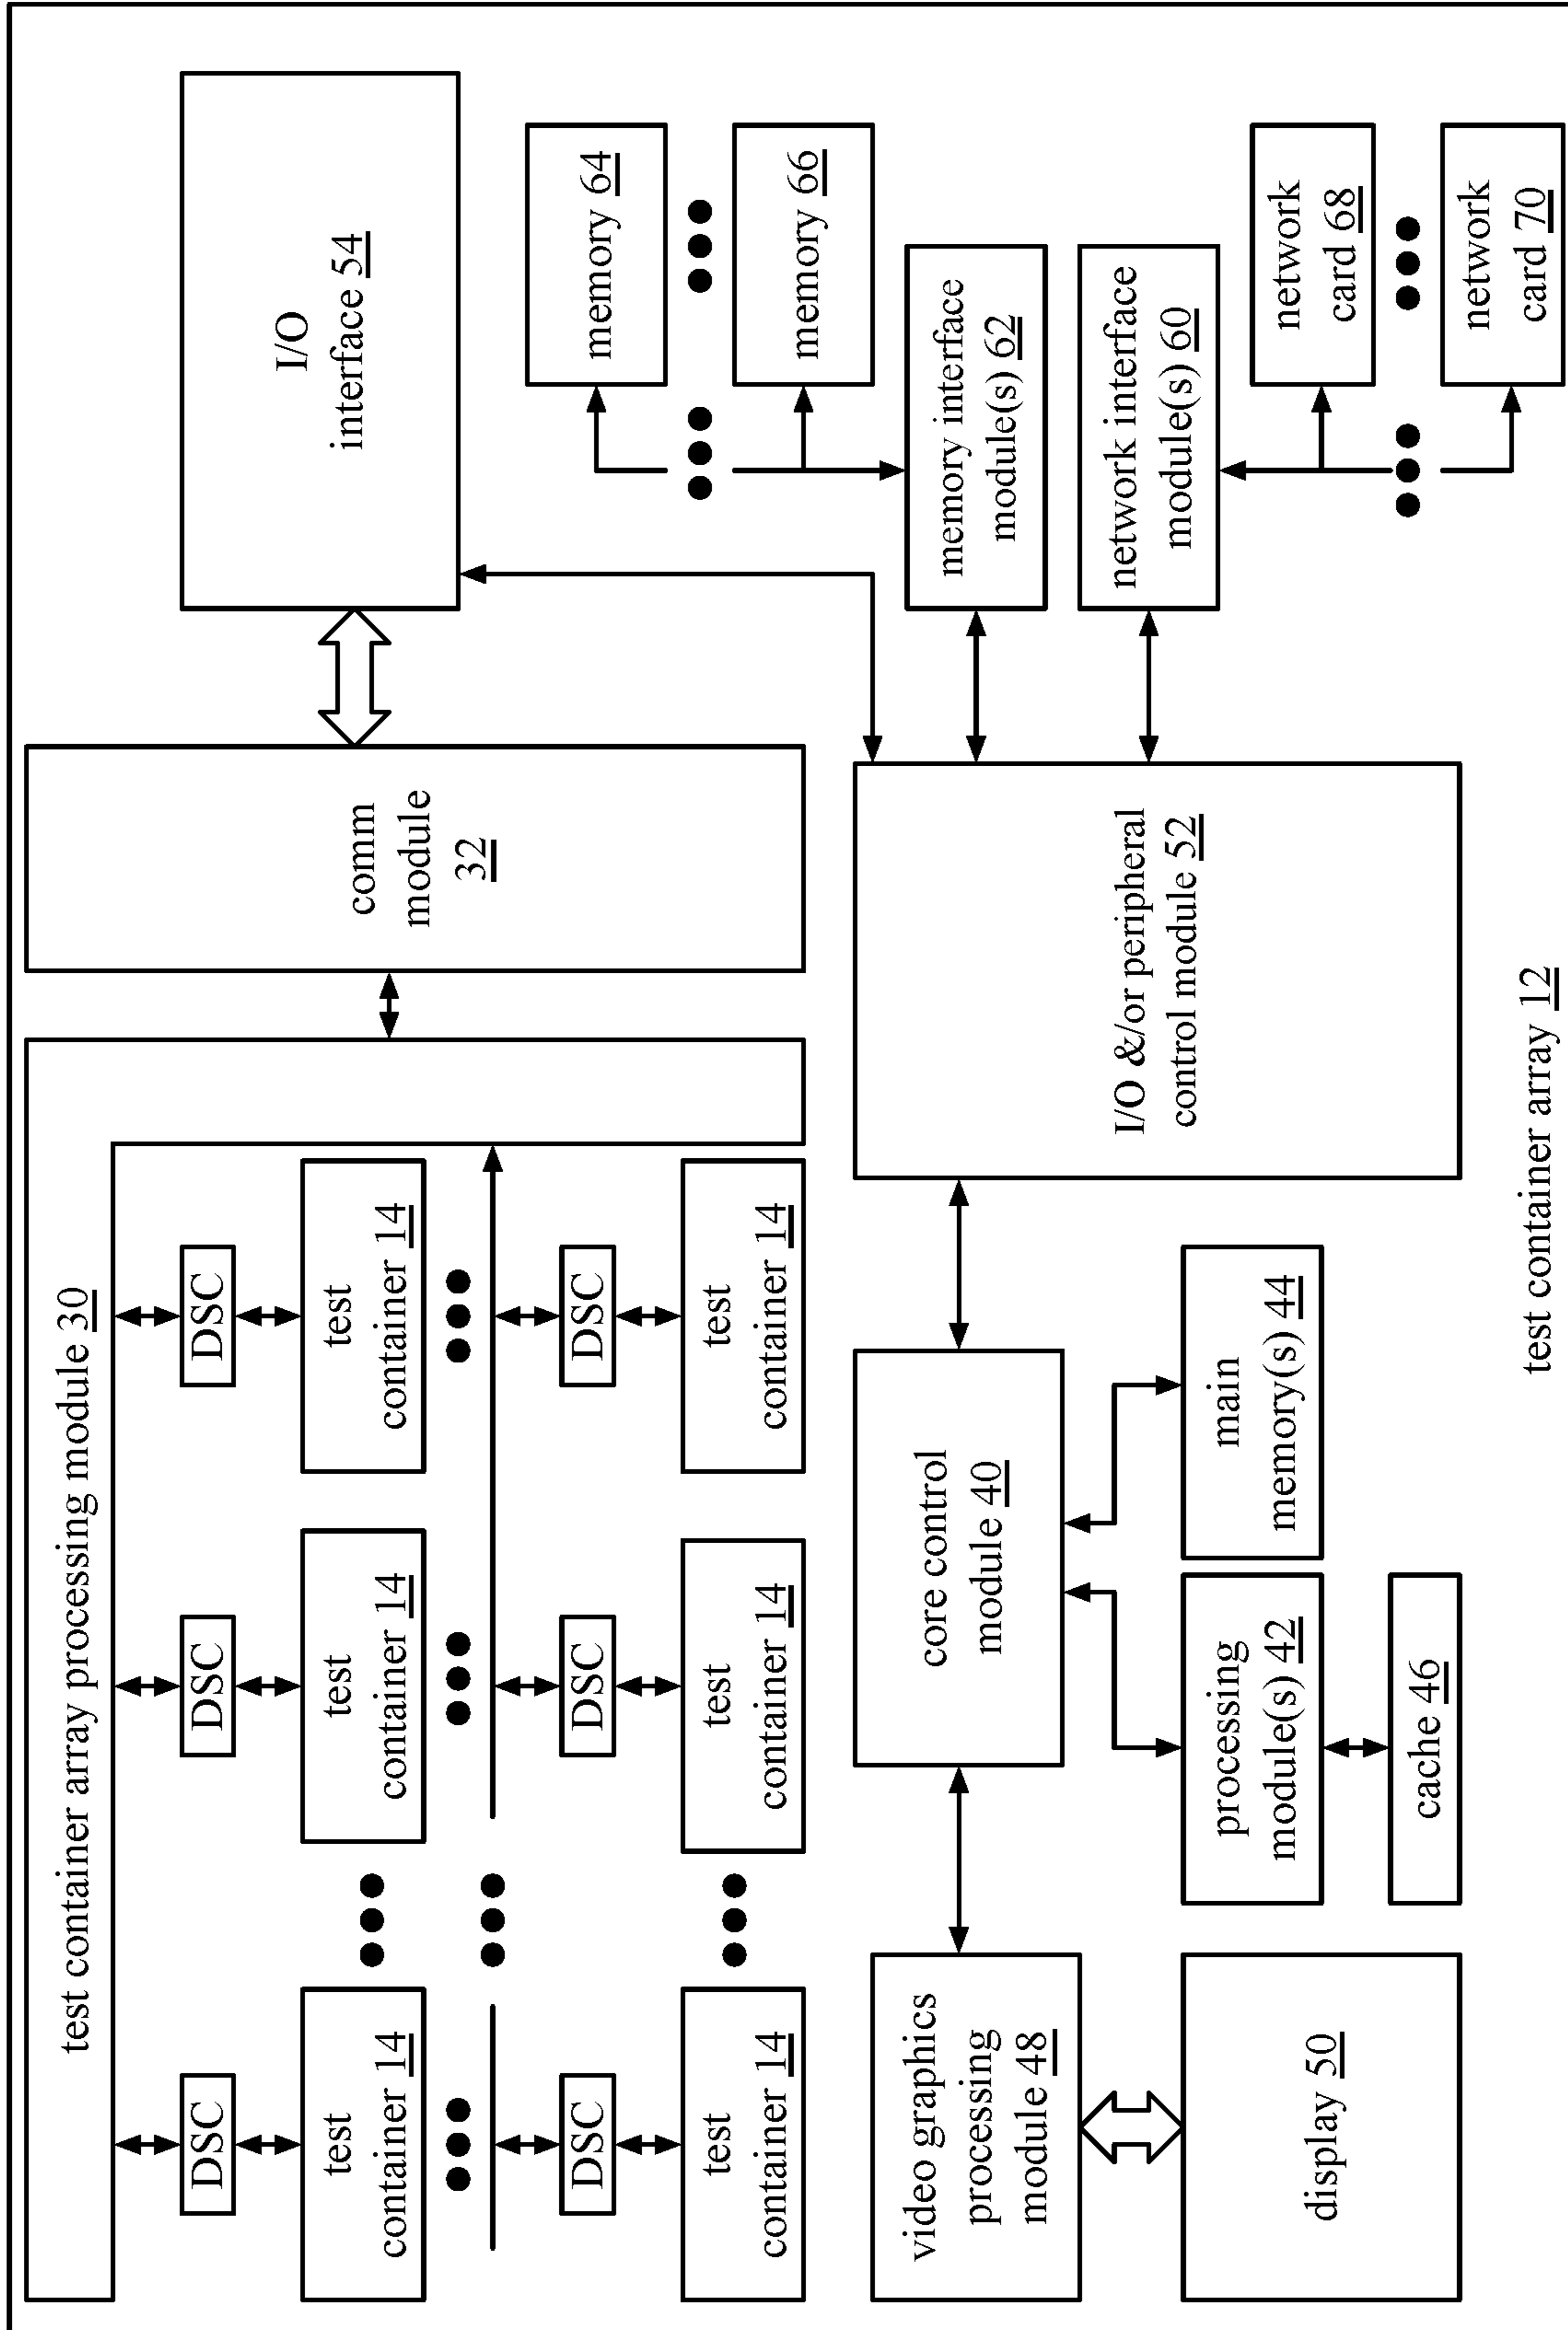 test container array processing module 30
DSC
DSC
DSC
test
container 14
test
container 14
test
container 14
DSC
DSC
DSC
test
container 14
test
container 14
test
container 14
comm
module
32
I/O
interface 54
memory 64
memory 66
video graphics
processing
module 48
display 50
core control
module 40
processing
module(s) 42
main
memory(s) 44
cache 46
I/O &/or peripheral
control module 52
memory interface
module(s) 62
network interface
module(s) 60
network
card 68
network
card 70
test container array 12